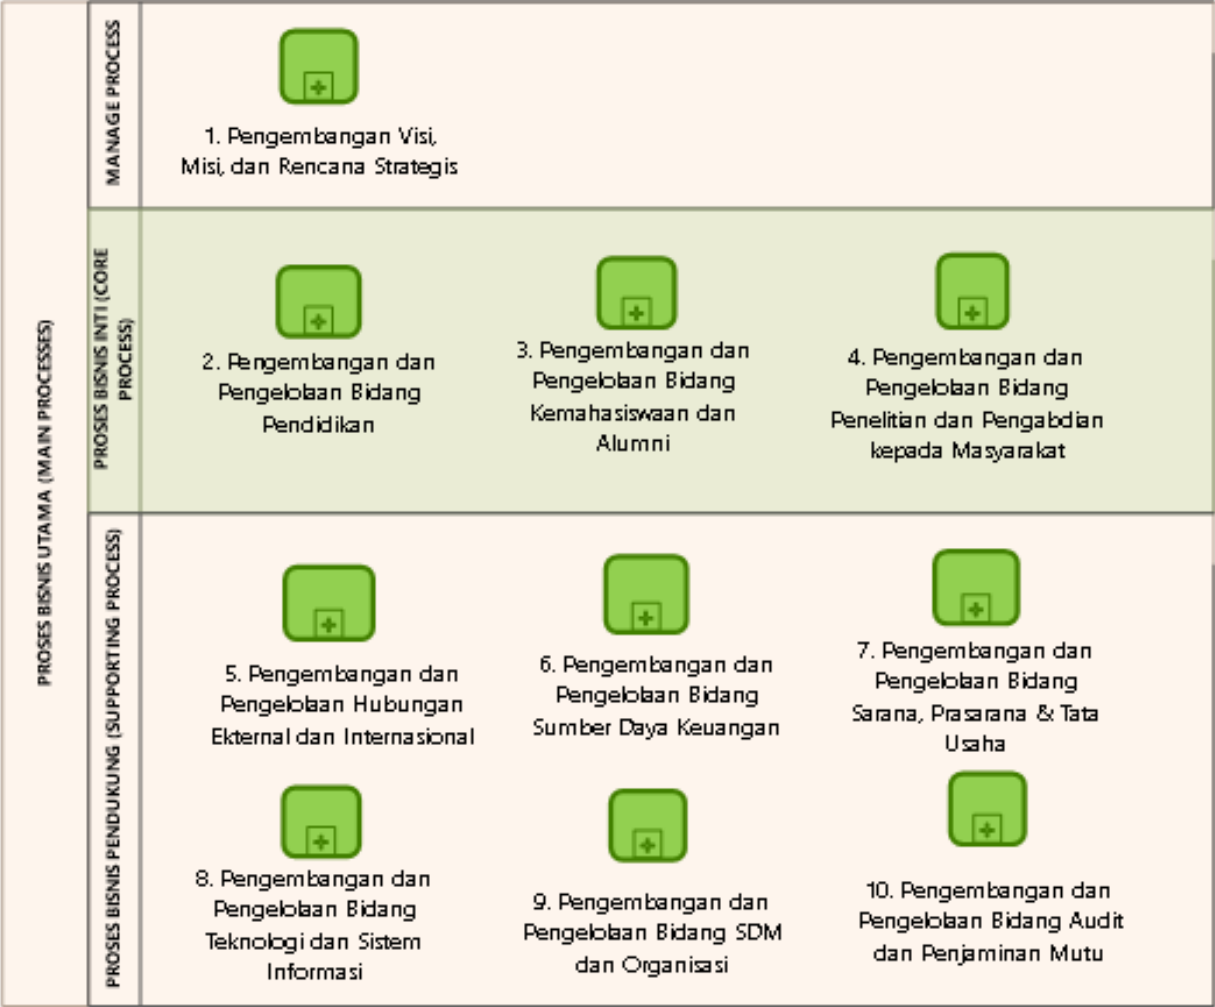 PROSES BISNIS UTAMA (MAIN PROCESSES)
MANAGE PROCESS
1. Pengembangan Visi,
Misi, dan Rencana Strategis
PROSES BISNIS INTI (CORE
PROCESS)
2. Pengembangan dan
Pengelolaan Bidang
Pendidikan
3. Pengembangan dan
Pengelolaan Bidang
Kemahasiswaan dan
Alumni
4. Pengembangan dan
Pengelolaan Bidang
Penelitian dan Pengabdian
kepada Masyarakat
PROSES BISNIS PENDUKUNG (SUPPORTING PROCESS)
5. Pengembangan dan
Pengelolaan Hubungan
Ekternal dan Internasional
6. Pengembangan dan
Pengelolaan Bidang
Sumber Daya Keuangan
7. Pengembangan dan
Pengelolaan Bidang
Sarana, Prasarana & Tata
Usaha
8. Pengembangan dan
Pengelolaan Bidang
Teknologi dan Sistem
Informasi
9. Pengembangan dan
Pengelolaan Bidang SDM
dan Organisasi
10. Pengembangan dan
Pengelolaan Bidang Audit
dan Penjaminan Mutu